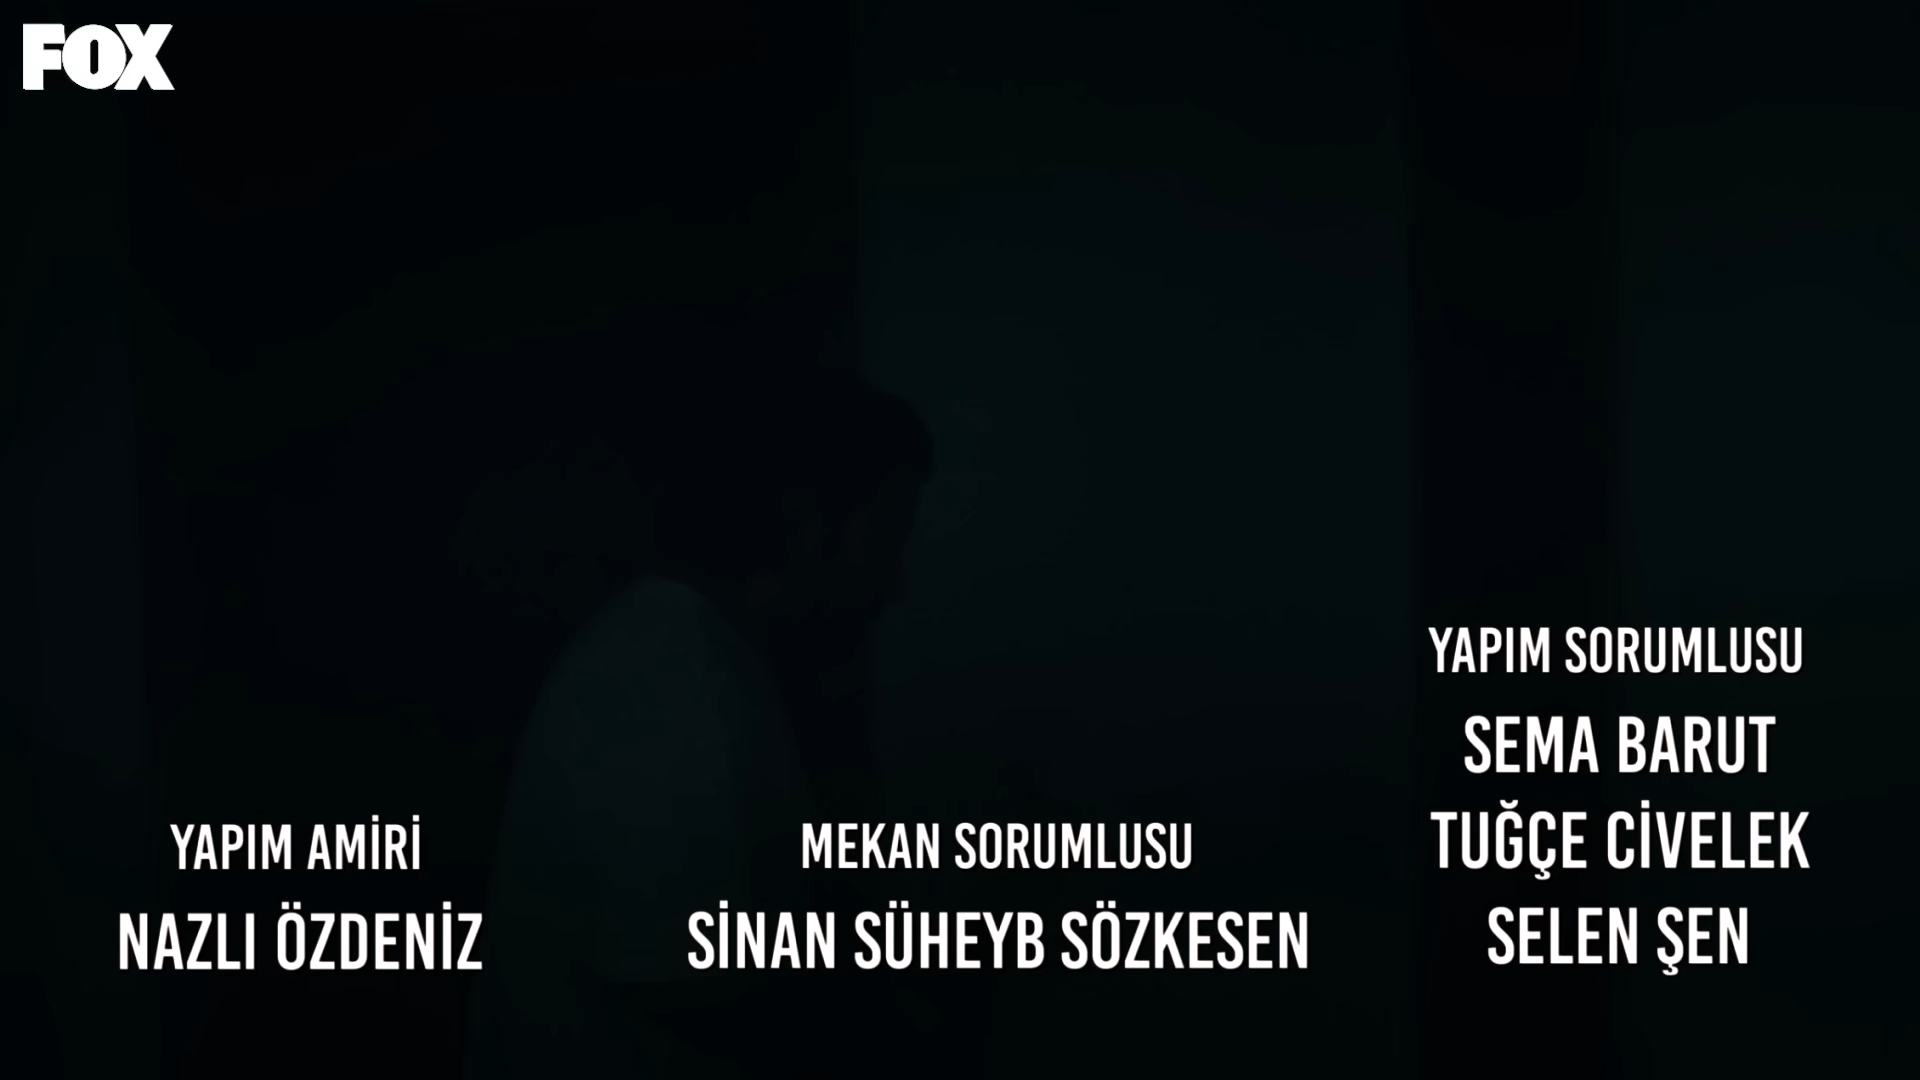 FOX
YAPIM AMİRİ
NAZLI ÖZDENİZ
MEKAN SORUMLUSU
SİNAN SÜHEYB SÖZKESEN
YAPIM SORUMLUSU
SEMA BARUT
TUĞÇE CİVELEK
SELEN ŞEN